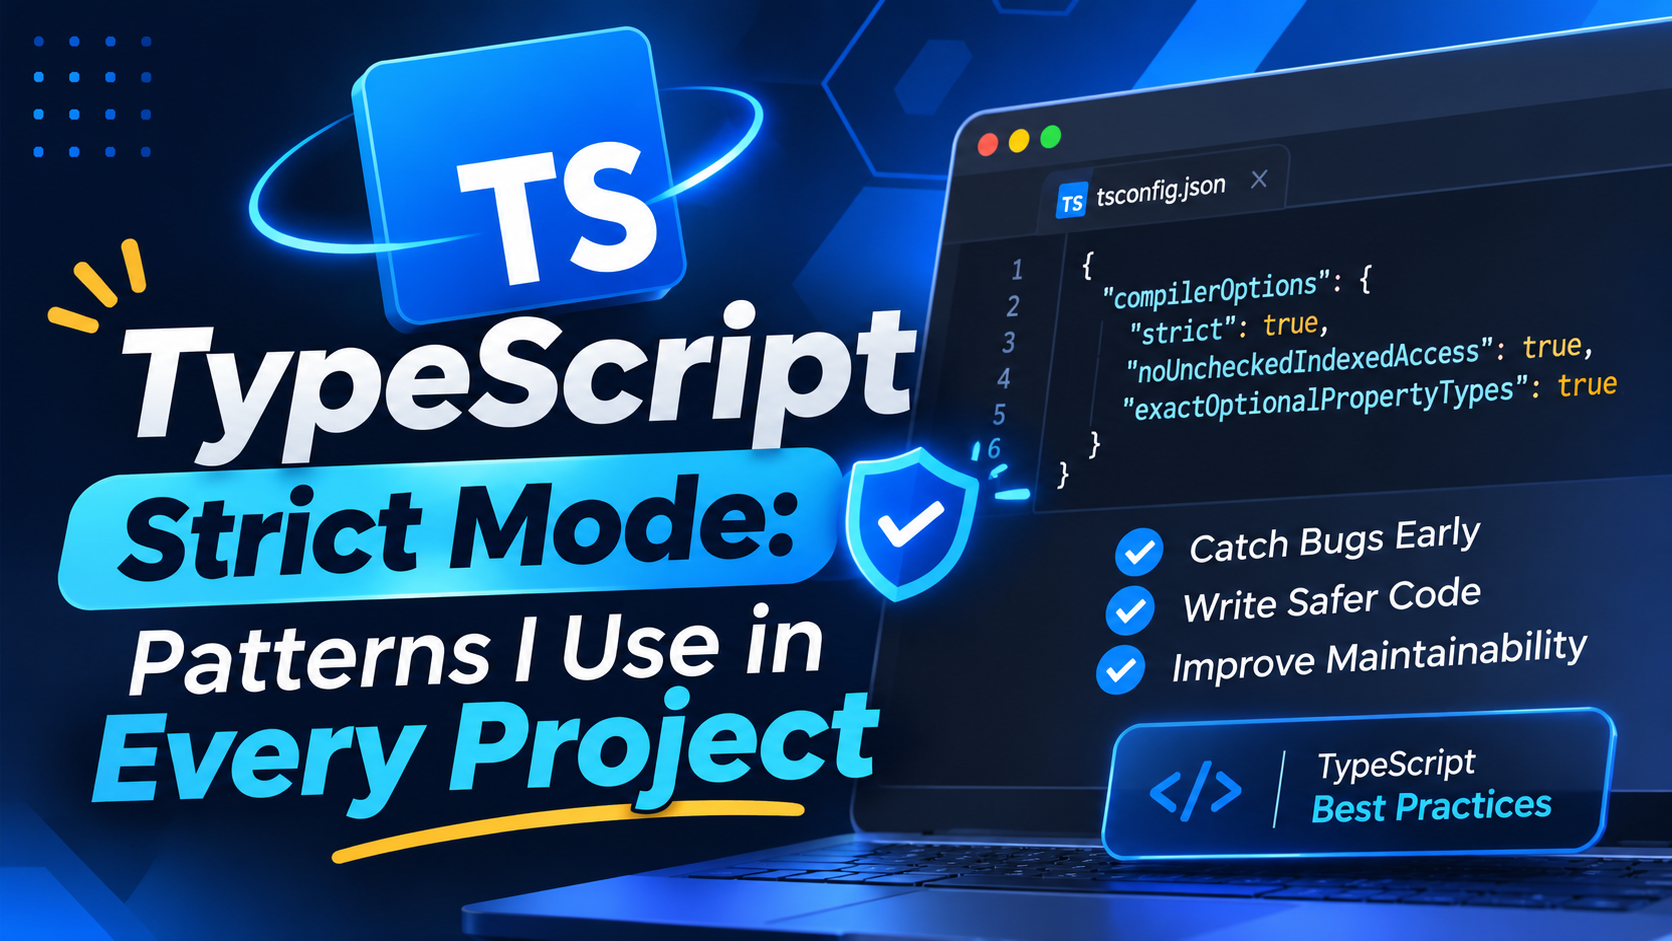 TS
TypeScript
Strict Mode:
Patterns I Use in
Every Project
TS tsconfig.json
1 {
2 "compilerOptions": {
3 "strict": true,
4 "noUncheckedIndexedAccess": true,
5 "exactOptionalPropertyTypes": true
6 }
}
Catch Bugs Early
Write Safer Code
Improve Maintainability
</> TypeScript
Best Practices